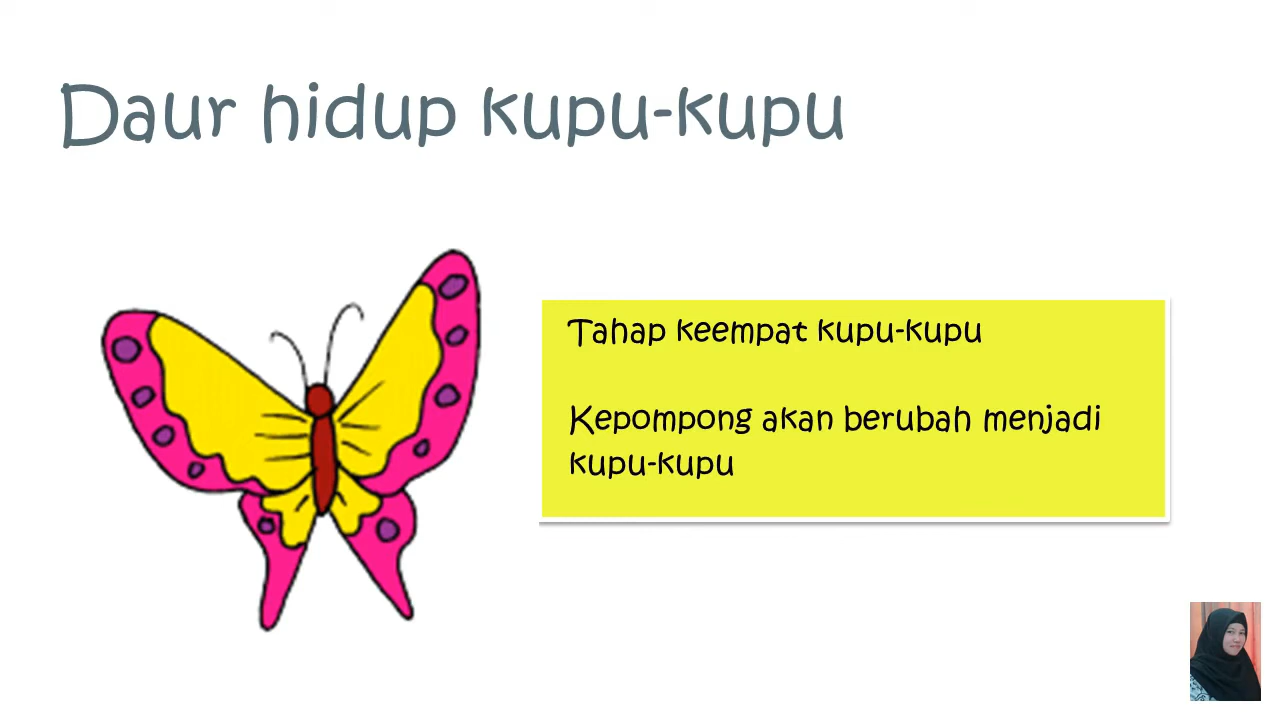 Daur hidup kupu-kupu
Tahap keempat kupu-kupu
Kepompong akan berubah menjadi
kupu-kupu